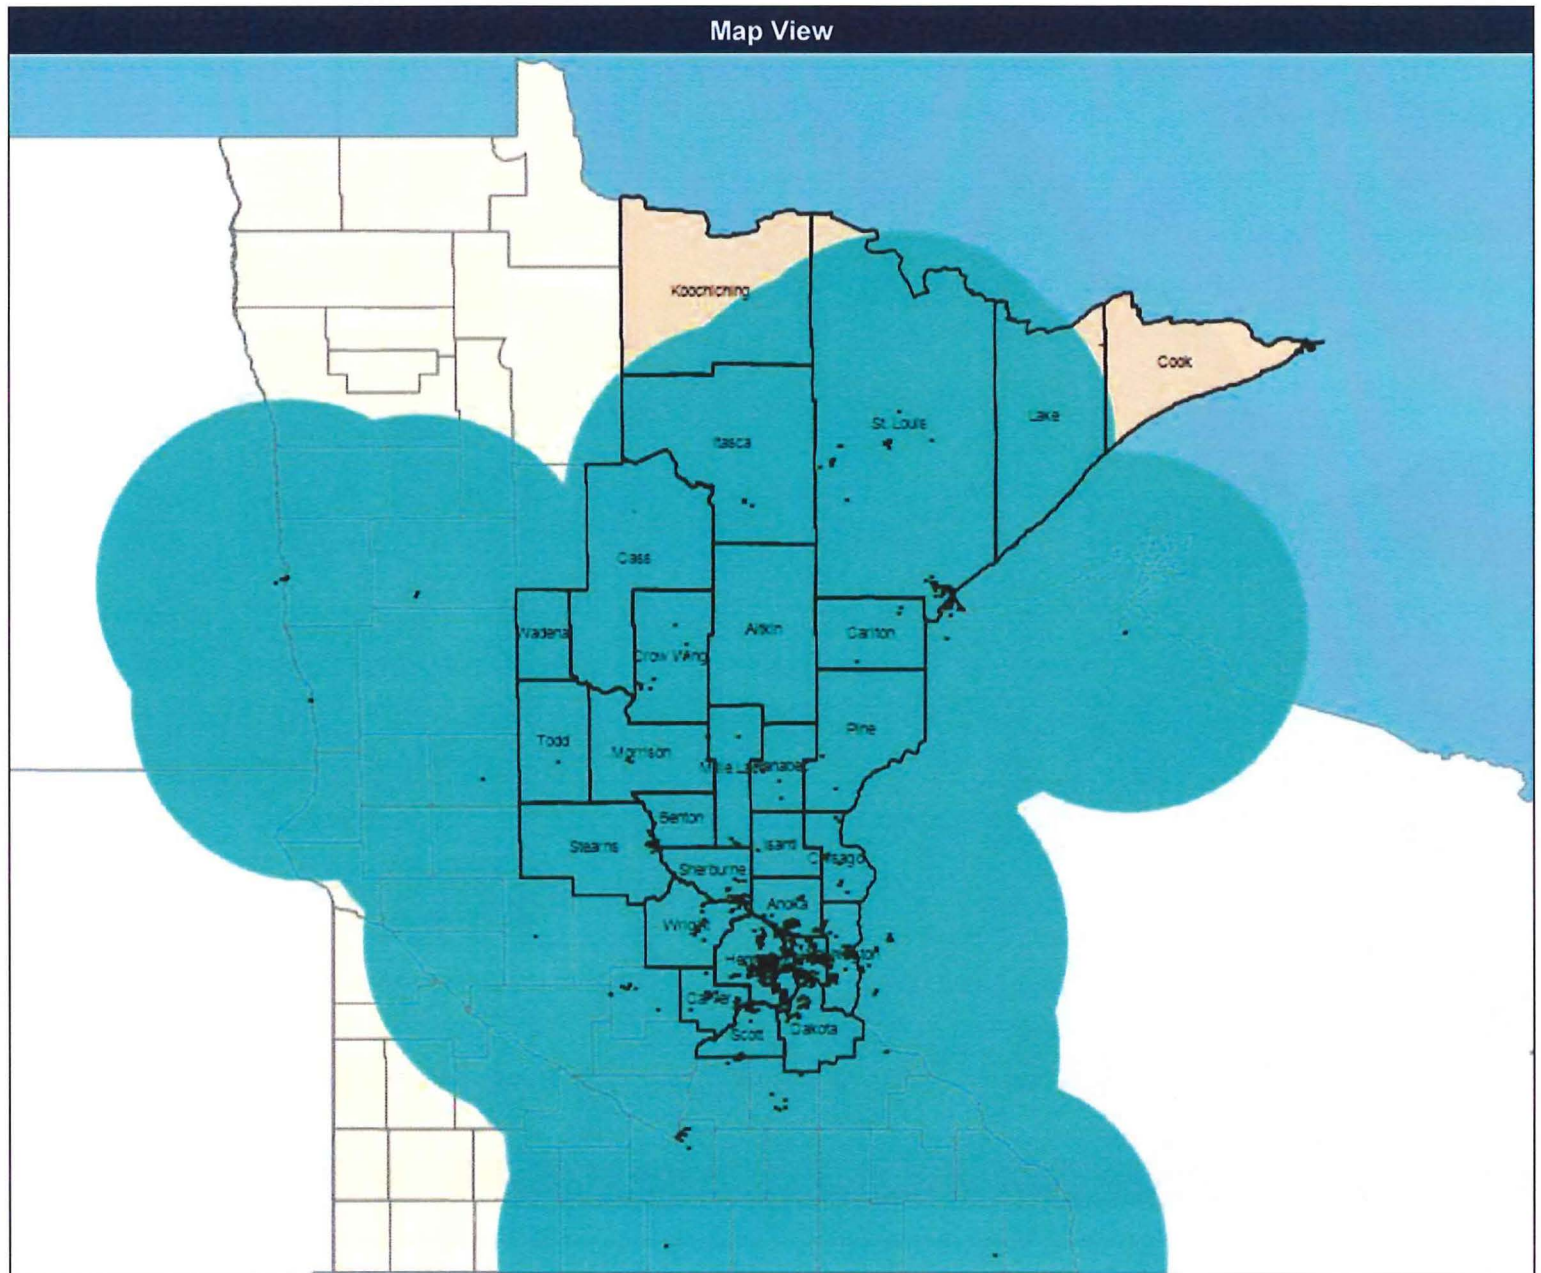 Map View
Koochiching
Cook
Lake
St. Louis
Itasca
Cass
Wadena
Crow Wing
Aitkin
Carlton
Pine
Todd
Morrison
Benton
Stearns
Isanti
Sherburne
Anoka
Wright
Scott
Dakota